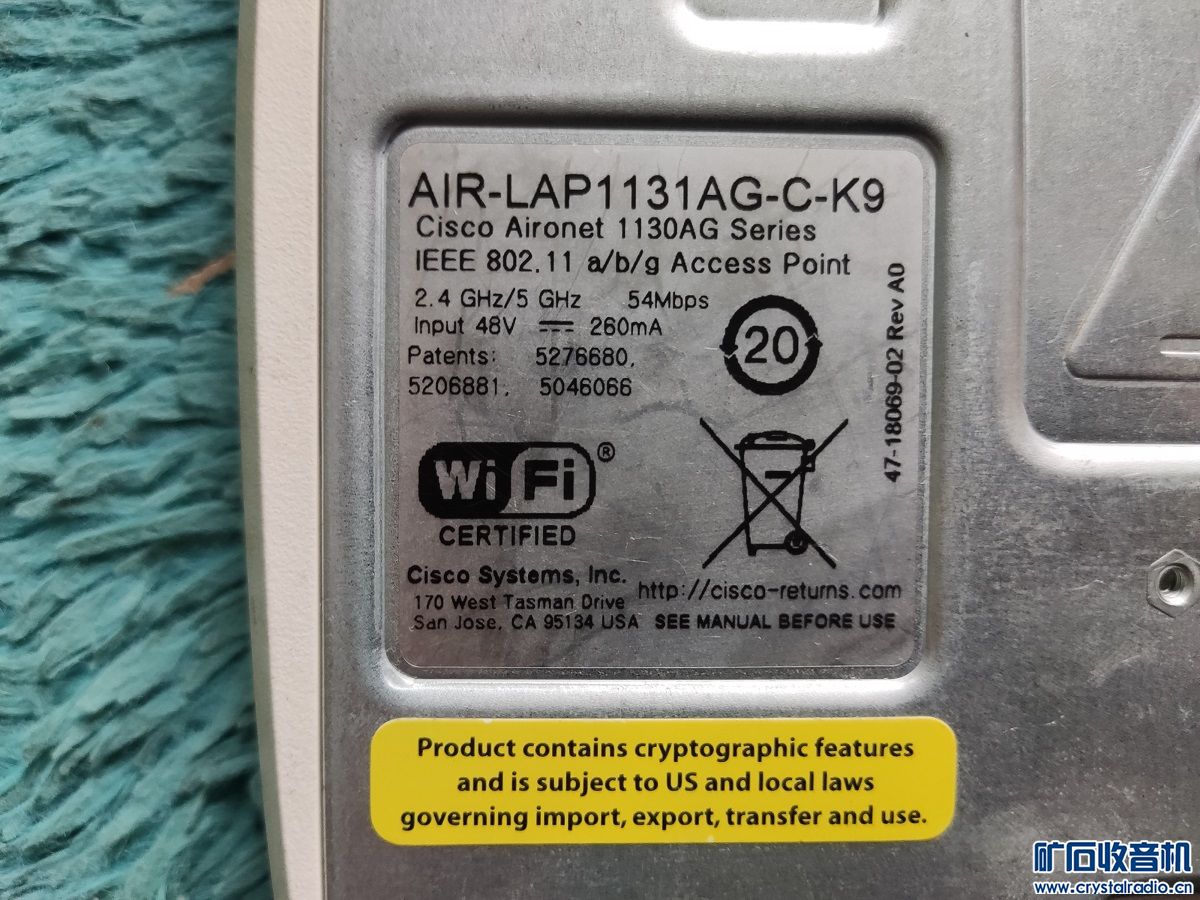 AIR-LAP1131AG-C-K9
Cisco Aironet 1130AG Series
IEEE 802.11 a/b/g Access Point
2.4 GHz/5 GHz 54Mbps
Input 48V ⎓ 260mA
Patents: 5276680,
5206881, 5046066
20
47-18069-02 Rev A0
Wi Fi ®
CERTIFIED
Cisco Systems, Inc.
170 West Tasman Drive
San Jose, CA 95134 USA
http://cisco-returns.com
SEE MANUAL BEFORE USE
Product contains cryptographic features
and is subject to US and local laws
governing import, export, transfer and use.
矿石收音机
www.crystalradio.cn